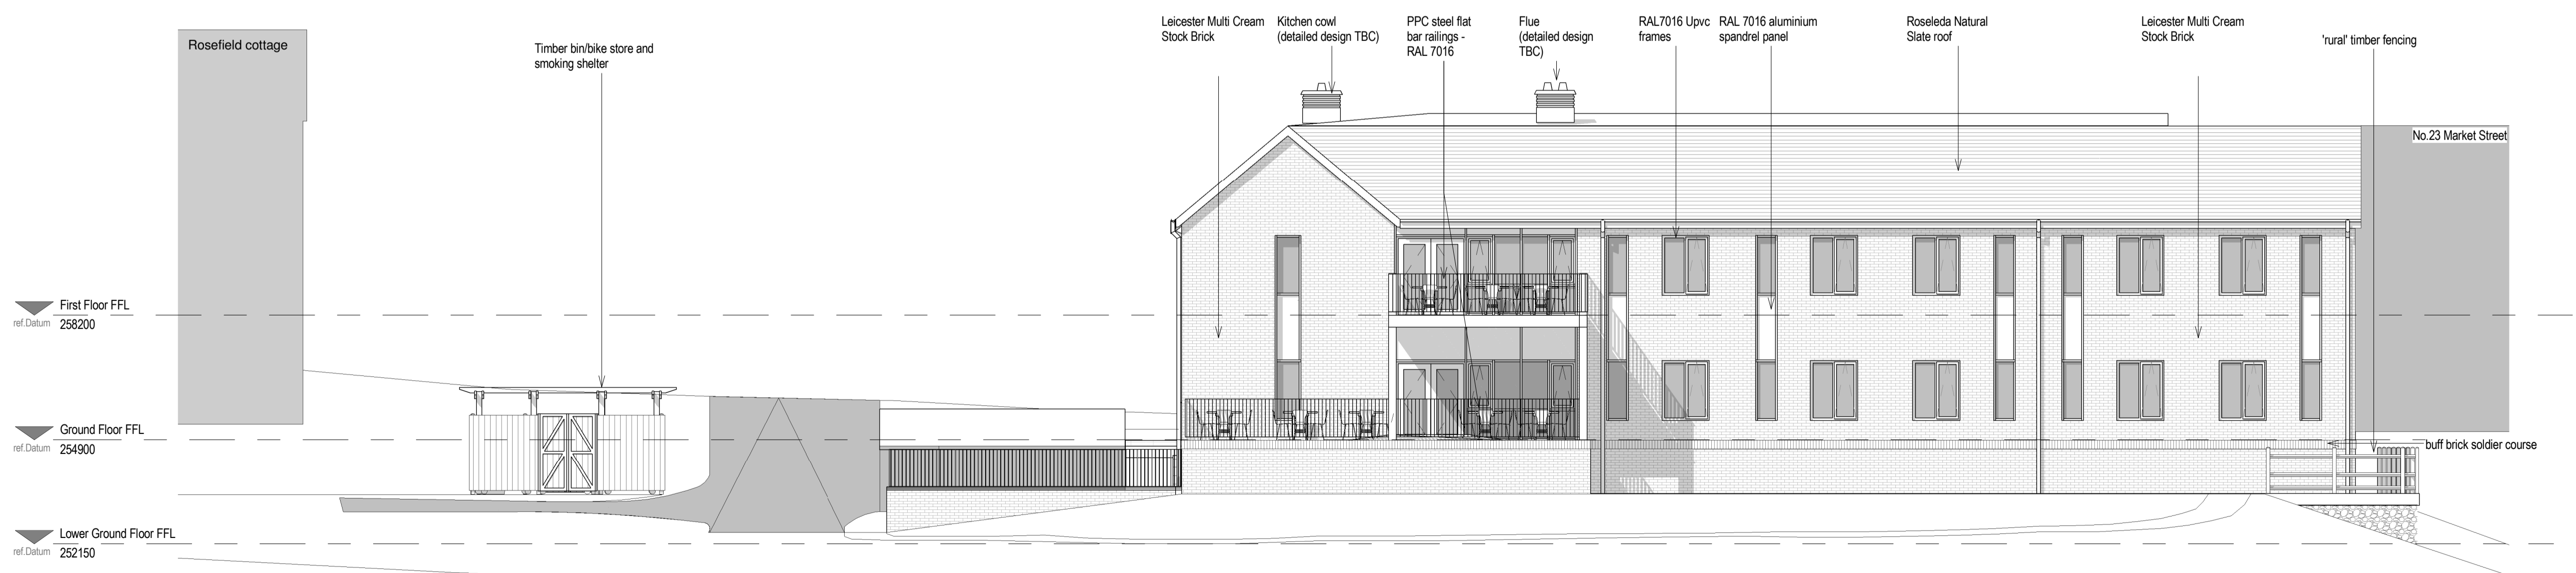 Rosefield cottage
Timber bin/bike store and
smoking shelter
Leicester Multi Cream
Stock Brick
Kitchen cowl
(detailed design TBC)
PPC steel flat
bar railings -
RAL 7016
Flue
(detailed design
TBC)
RAL7016 Upvc
frames
RAL 7016 aluminium
spandrel panel
Roseleda Natural
Slate roof
Leicester Multi Cream
Stock Brick
'rural' timber fencing
No.23 Market Street
First Floor FFL
ref.Datum 258200
Ground Floor FFL
ref.Datum 254900
buff brick soldier course
Lower Ground Floor FFL
ref.Datum 252150